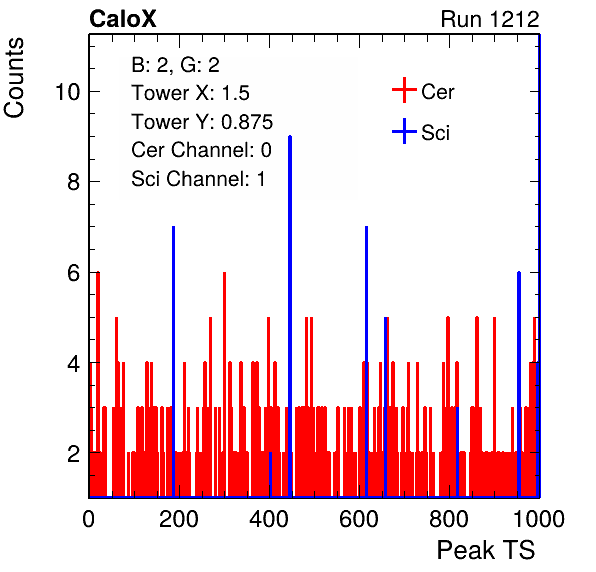 CaloX Run 1212
Counts
B: 2, G: 2
Tower X: 1.5
Tower Y: 0.875
Cer Channel: 0
Sci Channel: 1
Cer
Sci
10
8
6
4
2
0 200 400 600 800 1000
Peak TS